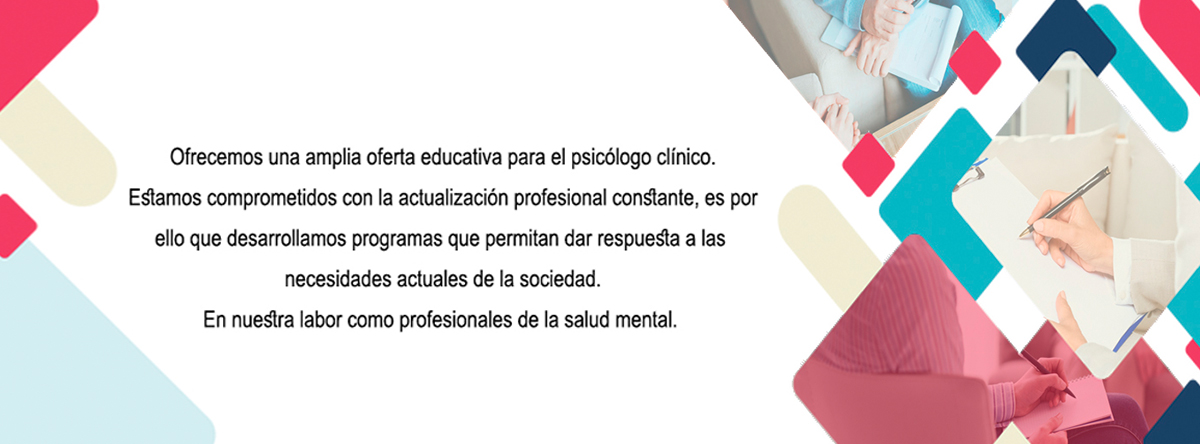 Ofrecemos una amplia oferta educativa para el psicólogo clínico.
Estamos comprometidos con la actualización profesional constante, es por
ello que desarrollamos programas que permitan dar respuesta a las
necesidades actuales de la sociedad.
En nuestra labor como profesionales de la salud mental.